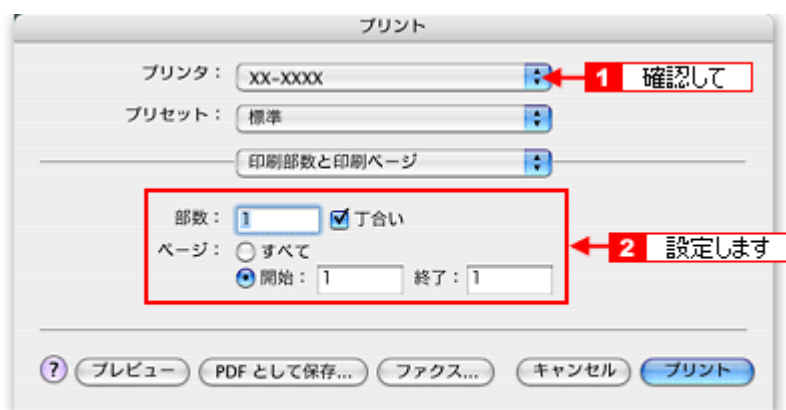 プリント
プリンタ： XX-XXXX 1 確認して
プリセット： 標準
印刷部数と印刷ページ
部数： 1 丁合い
ページ： すべて
2 設定します
開始： 1 終了： 1
? プレビュー PDF として保存... ファクス... キャンセル プリント